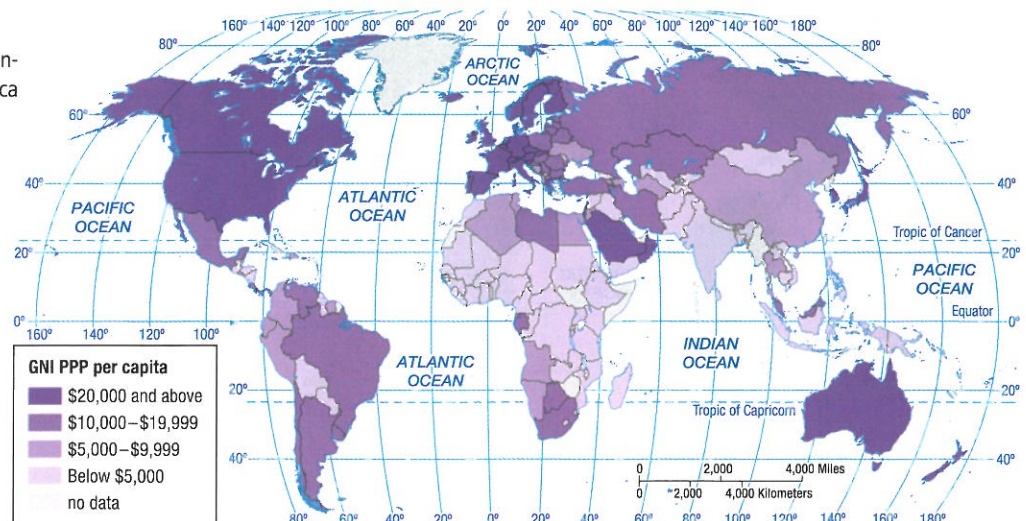 n-
ca
160° 140° 120° 100° 80° 60° 40° 20° 0° 20° 40° 60° 80° 100° 120° 140° 160° 180°
80° 80°
ARCTIC
OCEAN
60° 60°
40° 40°
ATLANTIC
OCEAN
PACIFIC
OCEAN
Tropic of Cancer
20° 20°
PACIFIC
OCEAN
Equator
0° 0°
160° 140° 120° 100°
INDIAN
OCEAN
ATLANTIC
OCEAN
GNI PPP per capita
$20,000 and above
$10,000–$19,999
$5,000–$9,999
Below $5,000
no data
20° 20°
Tropic of Capricorn
40° 40°
0 2,000 4,000 Miles
0 2,000 4,000 Kilometers
80° 60° 40° 20° 0° 20° 40° 60° 80° 100° 120° 140° 160° 180°